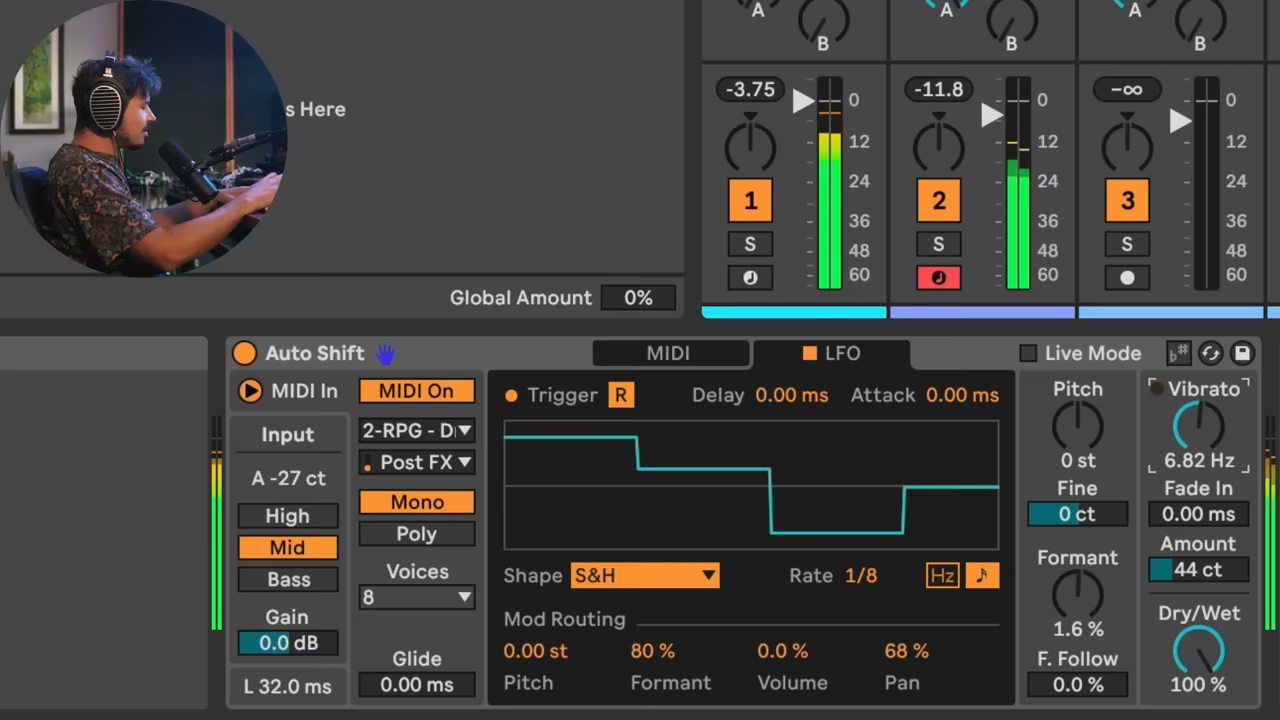 A B A B A B
s Here
-3.75 -11.8 -∞
0 0 0
12 12 12
24 24 24
1 2 3
36 36 36
S S S
48 48 48
60 60 60
Global Amount 0%
Auto Shift MIDI LFO Live Mode b#
MIDI In MIDI On
Input
A -27 ct
High
Mid
Bass
Gain
0.0 dB
L 32.0 ms
2-RPG - D
Post FX
Mono
Poly
Voices
8
Glide
0.00 ms
Trigger R Delay 0.00 ms Attack 0.00 ms
Shape S&H Rate 1/8 Hz ♪
Mod Routing
0.00 st 80 % 0.0 % 68 %
Pitch Formant Volume Pan
Pitch
0 st
Fine
0 ct
Formant
1.6 %
F. Follow
0.0 %
Vibrato
6.82 Hz
Fade In
0.00 ms
Amount
44 ct
Dry/Wet
100 %